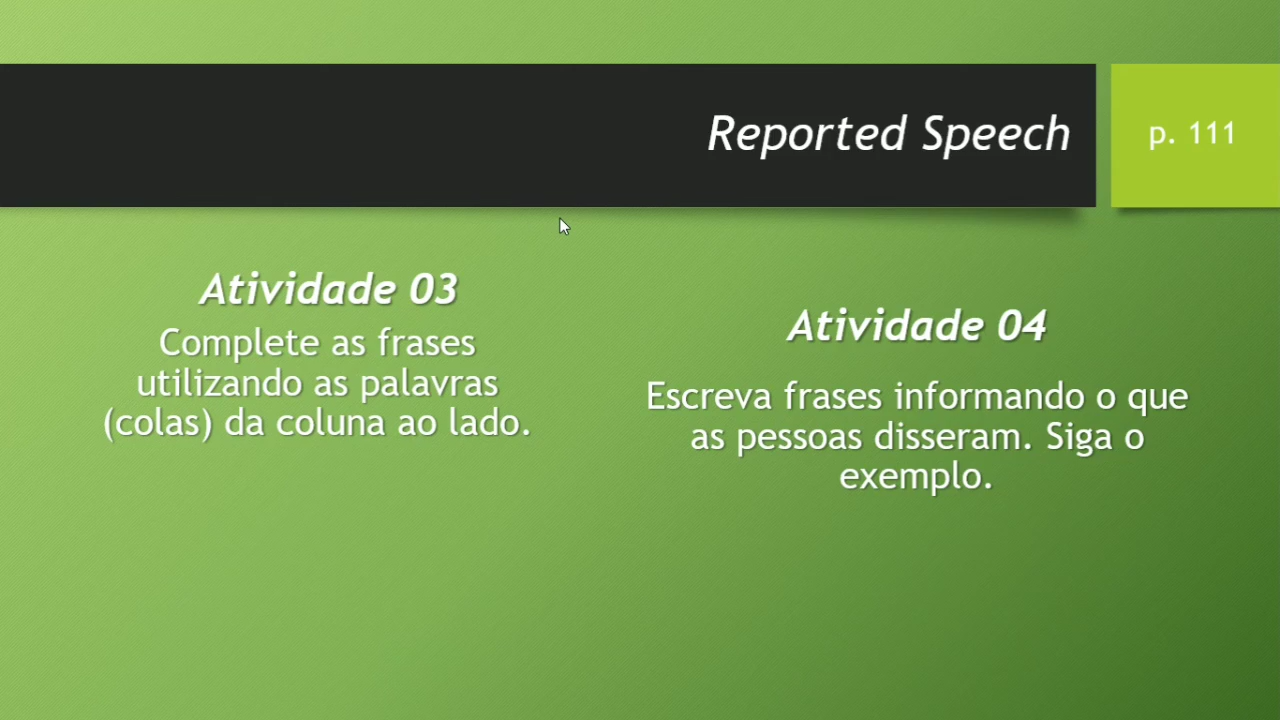 Reported Speech
p. 111
Atividade 03
Complete as frases
utilizando as palavras
(colas) da coluna ao lado.
Atividade 04
Escreva frases informando o que
as pessoas disseram. Siga o
exemplo.